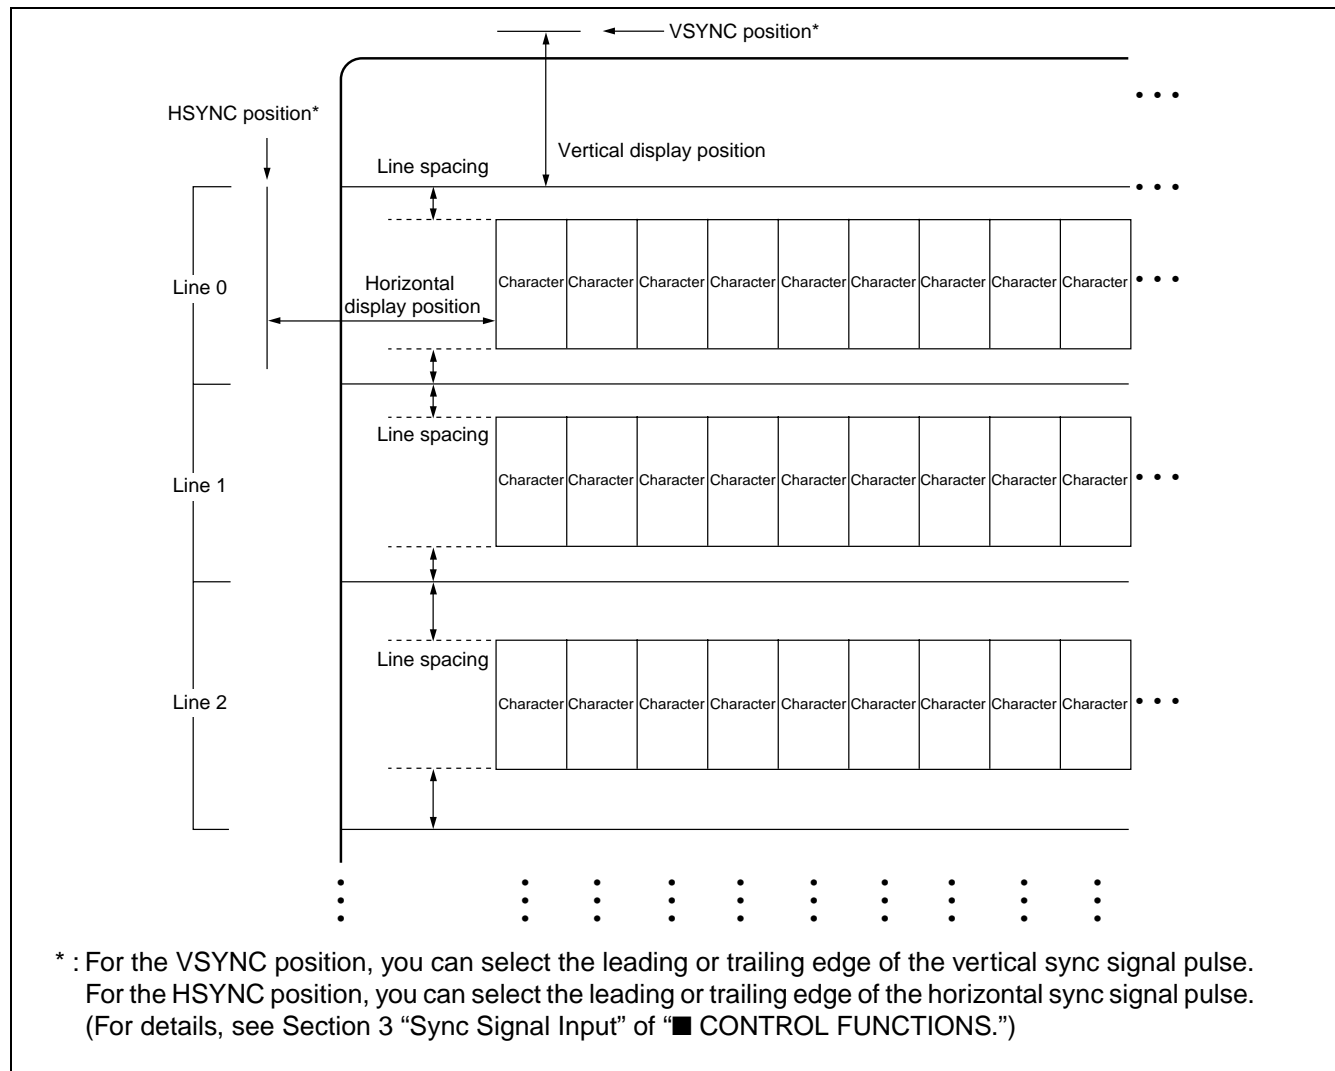 VSYNC position*
HSYNC position*
Vertical display position
Line spacing
Line 0
Horizontal
display position
Character Character Character Character Character Character Character Character Character
Line spacing
Line 1
Character Character Character Character Character Character Character Character Character
Line spacing
Line 2
Character Character Character Character Character Character Character Character Character
* : For the VSYNC position, you can select the leading or trailing edge of the vertical sync signal pulse.
For the HSYNC position, you can select the leading or trailing edge of the horizontal sync signal pulse.
(For details, see Section 3 “Sync Signal Input” of “■ CONTROL FUNCTIONS.”)